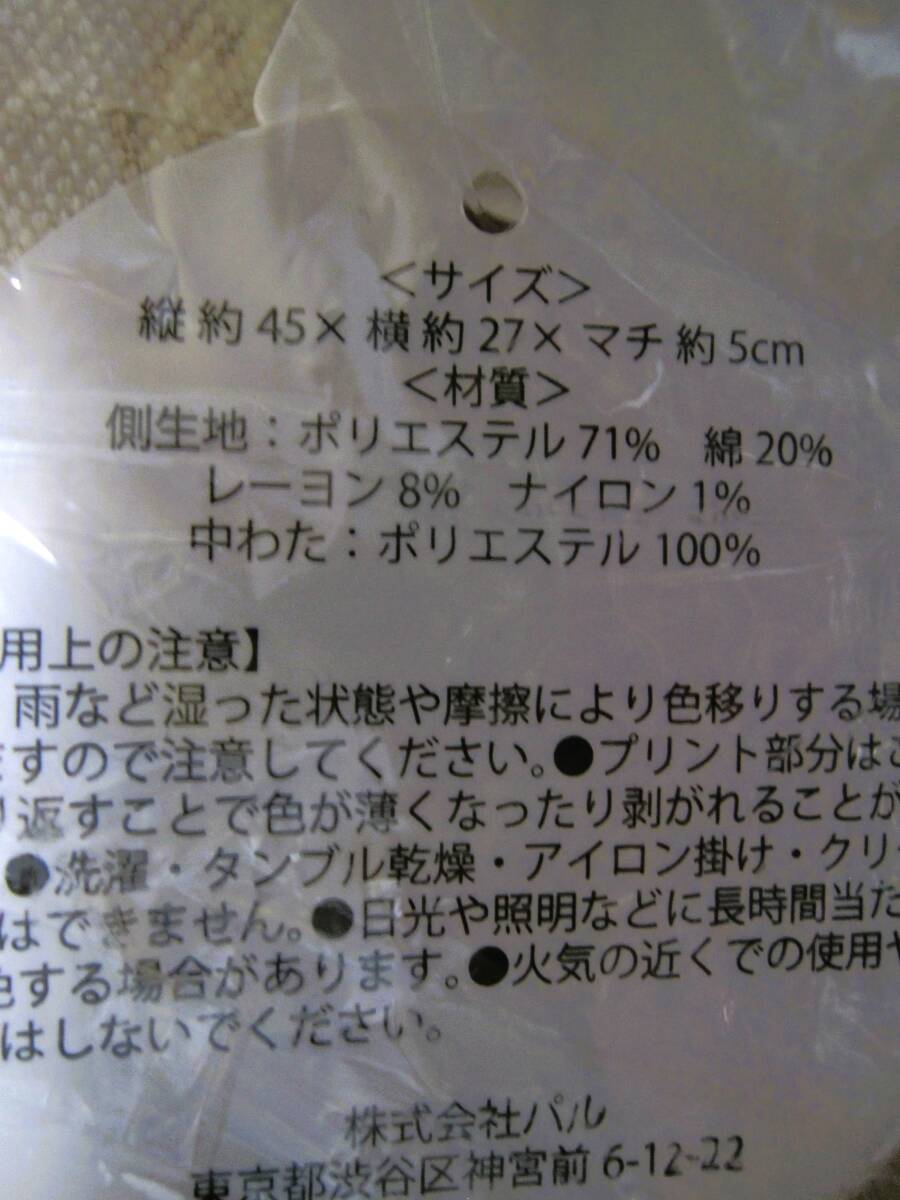 ＜サイズ＞
縦 約 45× 横 約 27× マチ 約 5cm
＜材質＞
側生地：ポリエステル 71%　綿 20%
レーヨン 8%　ナイロン 1%
中わた：ポリエステル 100%
用上の注意】
雨など湿った状態や摩擦により色移りする場
ますので注意してください。●プリント部分は
り返すことで色が薄くなったり剥がれることが
●洗濯・タンブル乾燥・アイロン掛け・クリ
はできません。●日光や照明などに長時間当た
色する場合があります。●火気の近くでの使用や
はしないでください。
株式会社パル
東京都渋谷区神宮前 6-12-22